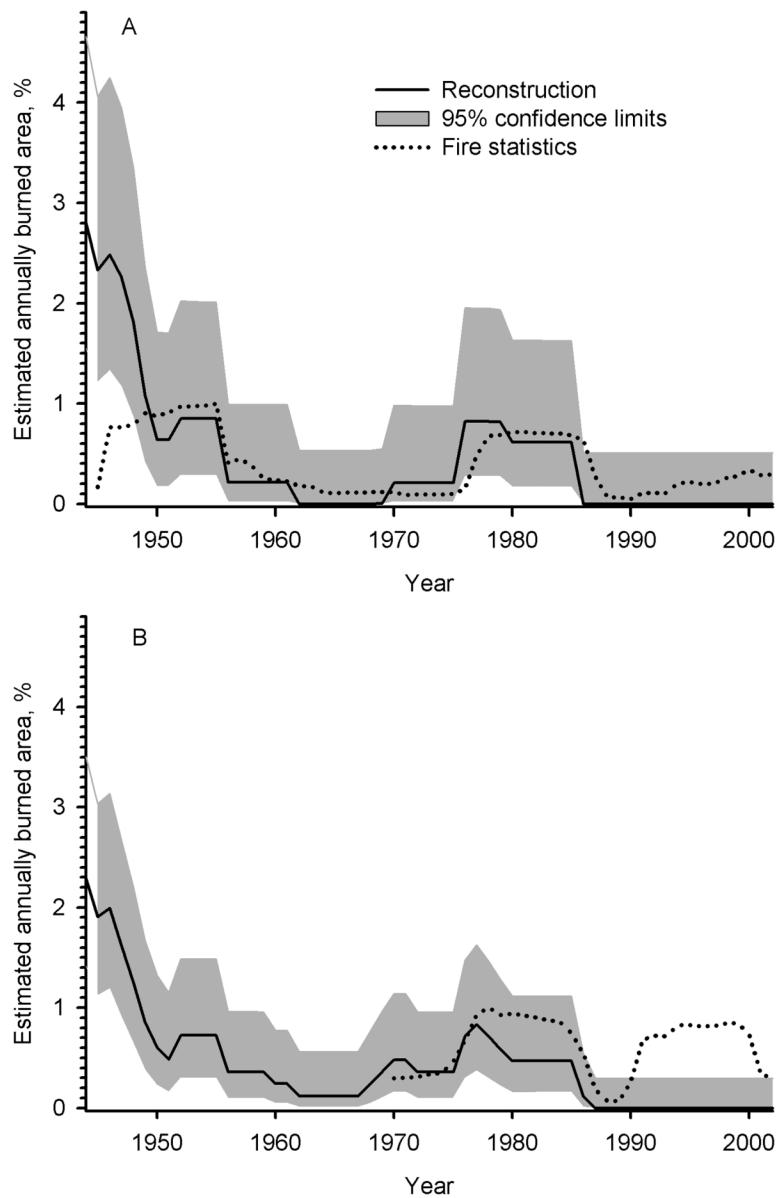 A
Estimated annually burned area, %
4
3
2
1
0
Reconstruction
95% confidence limits
Fire statistics
1950 1960 1970 1980 1990 2000
Year
B
Estimated annually burned area, %
4
3
2
1
0
1950 1960 1970 1980 1990 2000
Year